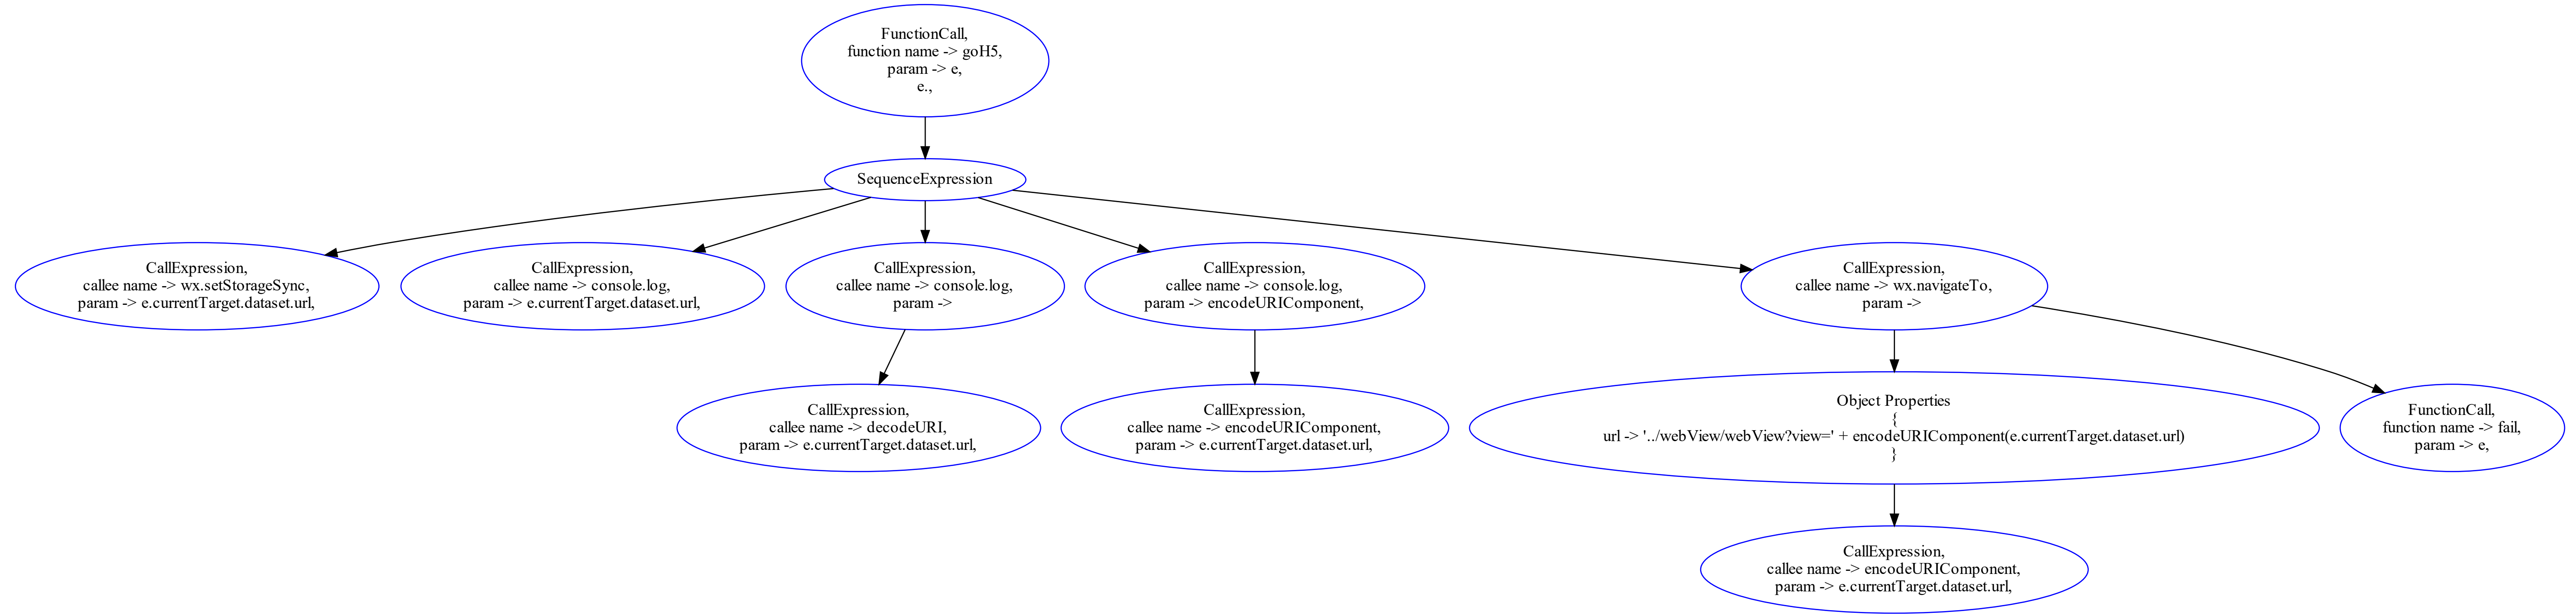 FunctionCall,
function name -> goH5,
param -> e,
e.,
SequenceExpression
CallExpression,
callee name -> wx.setStorageSync,
param -> e.currentTarget.dataset.url,
CallExpression,
callee name -> console.log,
param -> e.currentTarget.dataset.url,
CallExpression,
callee name -> console.log,
param ->
CallExpression,
callee name -> console.log,
param -> encodeURIComponent,
CallExpression,
callee name -> wx.navigateTo,
param ->
CallExpression,
callee name -> decodeURI,
param -> e.currentTarget.dataset.url,
CallExpression,
callee name -> encodeURIComponent,
param -> e.currentTarget.dataset.url,
Object Properties
{
url -> '../webView/webView?view=' + encodeURIComponent(e.currentTarget.dataset.url)
}
FunctionCall,
function name -> fail,
param -> e,
CallExpression,
callee name -> encodeURIComponent,
param -> e.currentTarget.dataset.url,